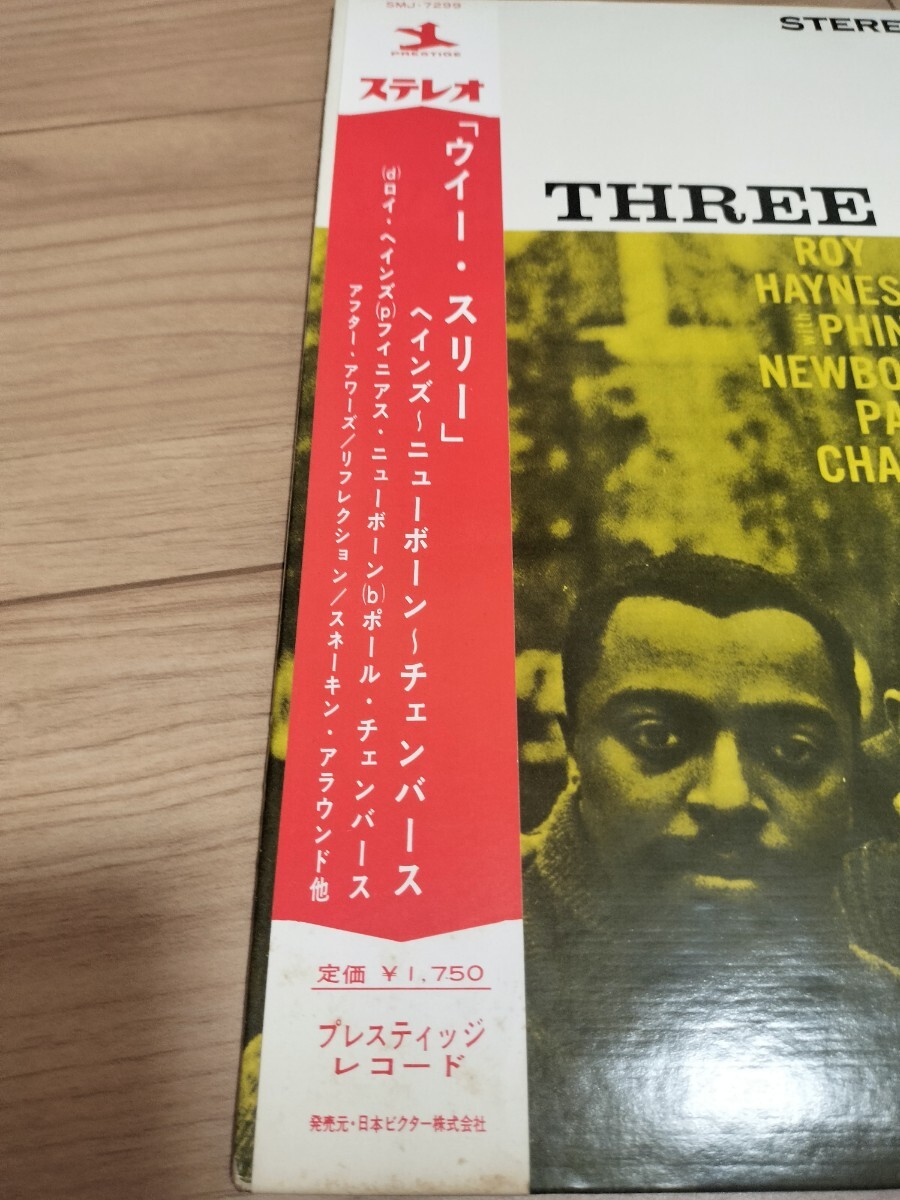 SMJ-7299
PRESTIGE
ステレオ
「ウイー・スリー」
ヘインズ〜ニューボーン〜チェンバース
(d)ロイ・ヘインズ(p)フィニアス・ニューボーン(b)ポール・チェンバース
アフター・アワーズ/リフレクション/スネーキン・アラウンド他
定価 ¥1,750
プレスティッジ
レコード
発売元・日本ビクター株式会社
STERE
THREE
ROY
HAYNES
with PHIN
NEWBO
PA
CHA